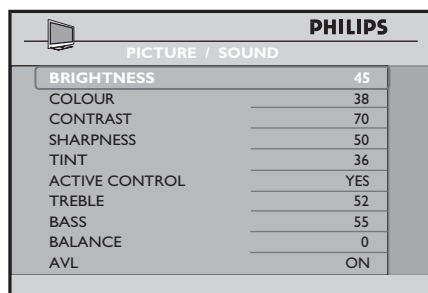 PHILIPS
PICTURE / SOUND
BRIGHTNESS 45
COLOUR 38
CONTRAST 70
SHARPNESS 50
TINT 36
ACTIVE CONTROL YES
TREBLE 52
BASS 55
BALANCE 0
AVL ON